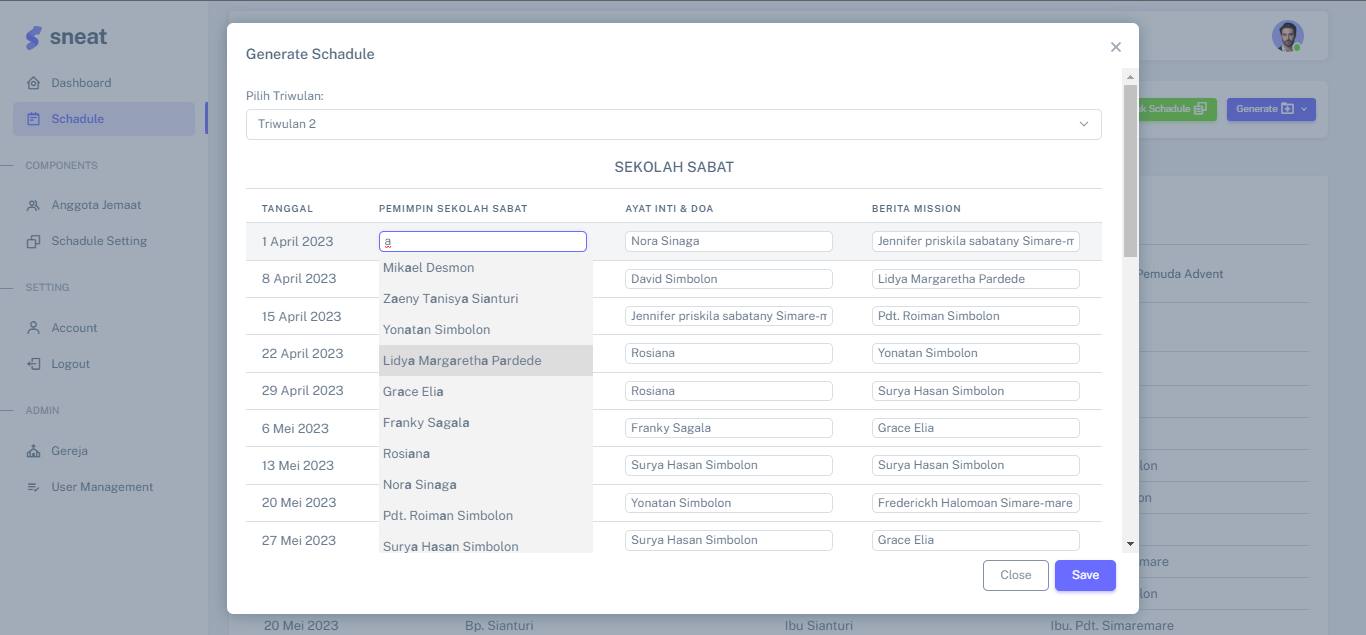 sneat
Dashboard
Schadule
COMPONENTS
Anggota Jemaat
Schadule Setting
SETTING
Account
Logout
ADMIN
Gereja
User Management
Generate Schadule
Pilih Triwulan:
Triwulan 2
SEKOLAH SABAT
TANGGAL PEMIMPIN SEKOLAH SABAT AYAT INTI & DOA BERITA MISSION
1 April 2023 a Nora Sinaga Jennifer priskila sabatany Simare-m
8 April 2023 David Simbolon Lidya Margaretha Pardede
15 April 2023 Jennifer priskila sabatany Simare-m Pdt. Roiman Simbolon
22 April 2023 Rosiana Yonatan Simbolon
29 April 2023 Rosiana Surya Hasan Simbolon
6 Mei 2023 Franky Sagala Grace Elia
13 Mei 2023 Surya Hasan Simbolon Surya Hasan Simbolon
20 Mei 2023 Yonatan Simbolon Frederickh Halomoan Simare-mare
27 Mei 2023 Surya Hasan Simbolon Grace Elia
Mikael Desmon
Zaeny Tanisya Sianturi
Yonatan Simbolon
Lidya Margaretha Pardede
Grace Elia
Franky Sagala
Rosiana
Nora Sinaga
Pdt. Roiman Simbolon
Surya Hasan Simbolon
Close Save
k Schadule Generate
Pemuda Advent
lon
on
mare
lon
20 Mei 2023 Bp. Sianturi Ibu Sianturi Ibu. Pdt. Simaremare